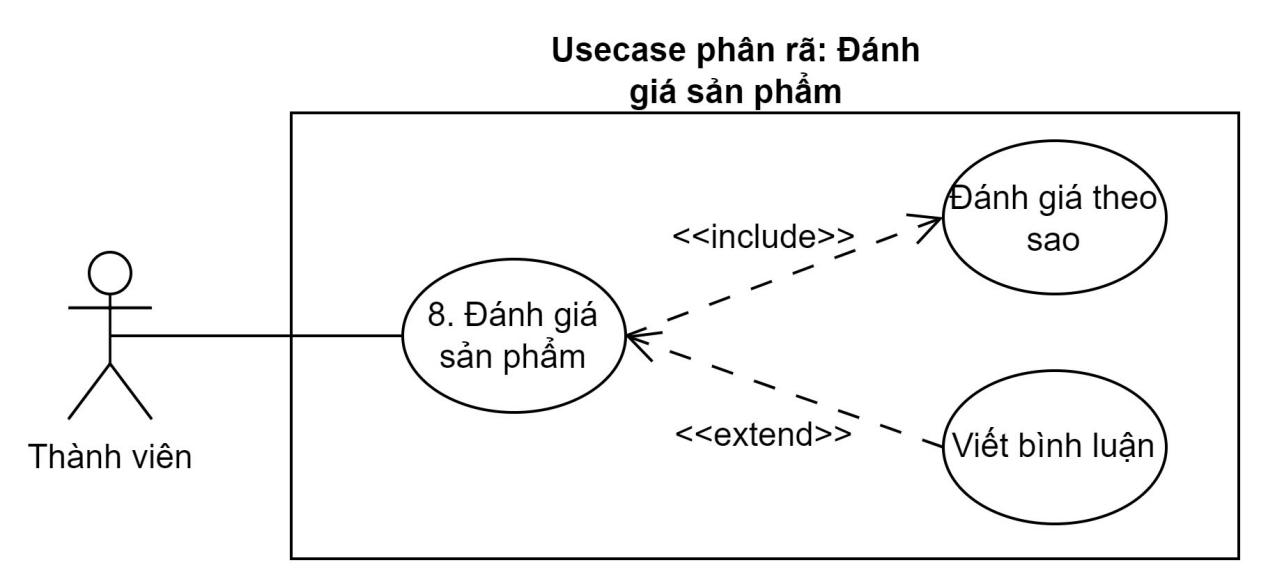 Usecase phân rã: Đánh
giá sản phẩm
Đánh giá theo
sao
<<include>>
8. Đánh giá
sản phẩm
<<extend>>
Viết bình luận
Thành viên